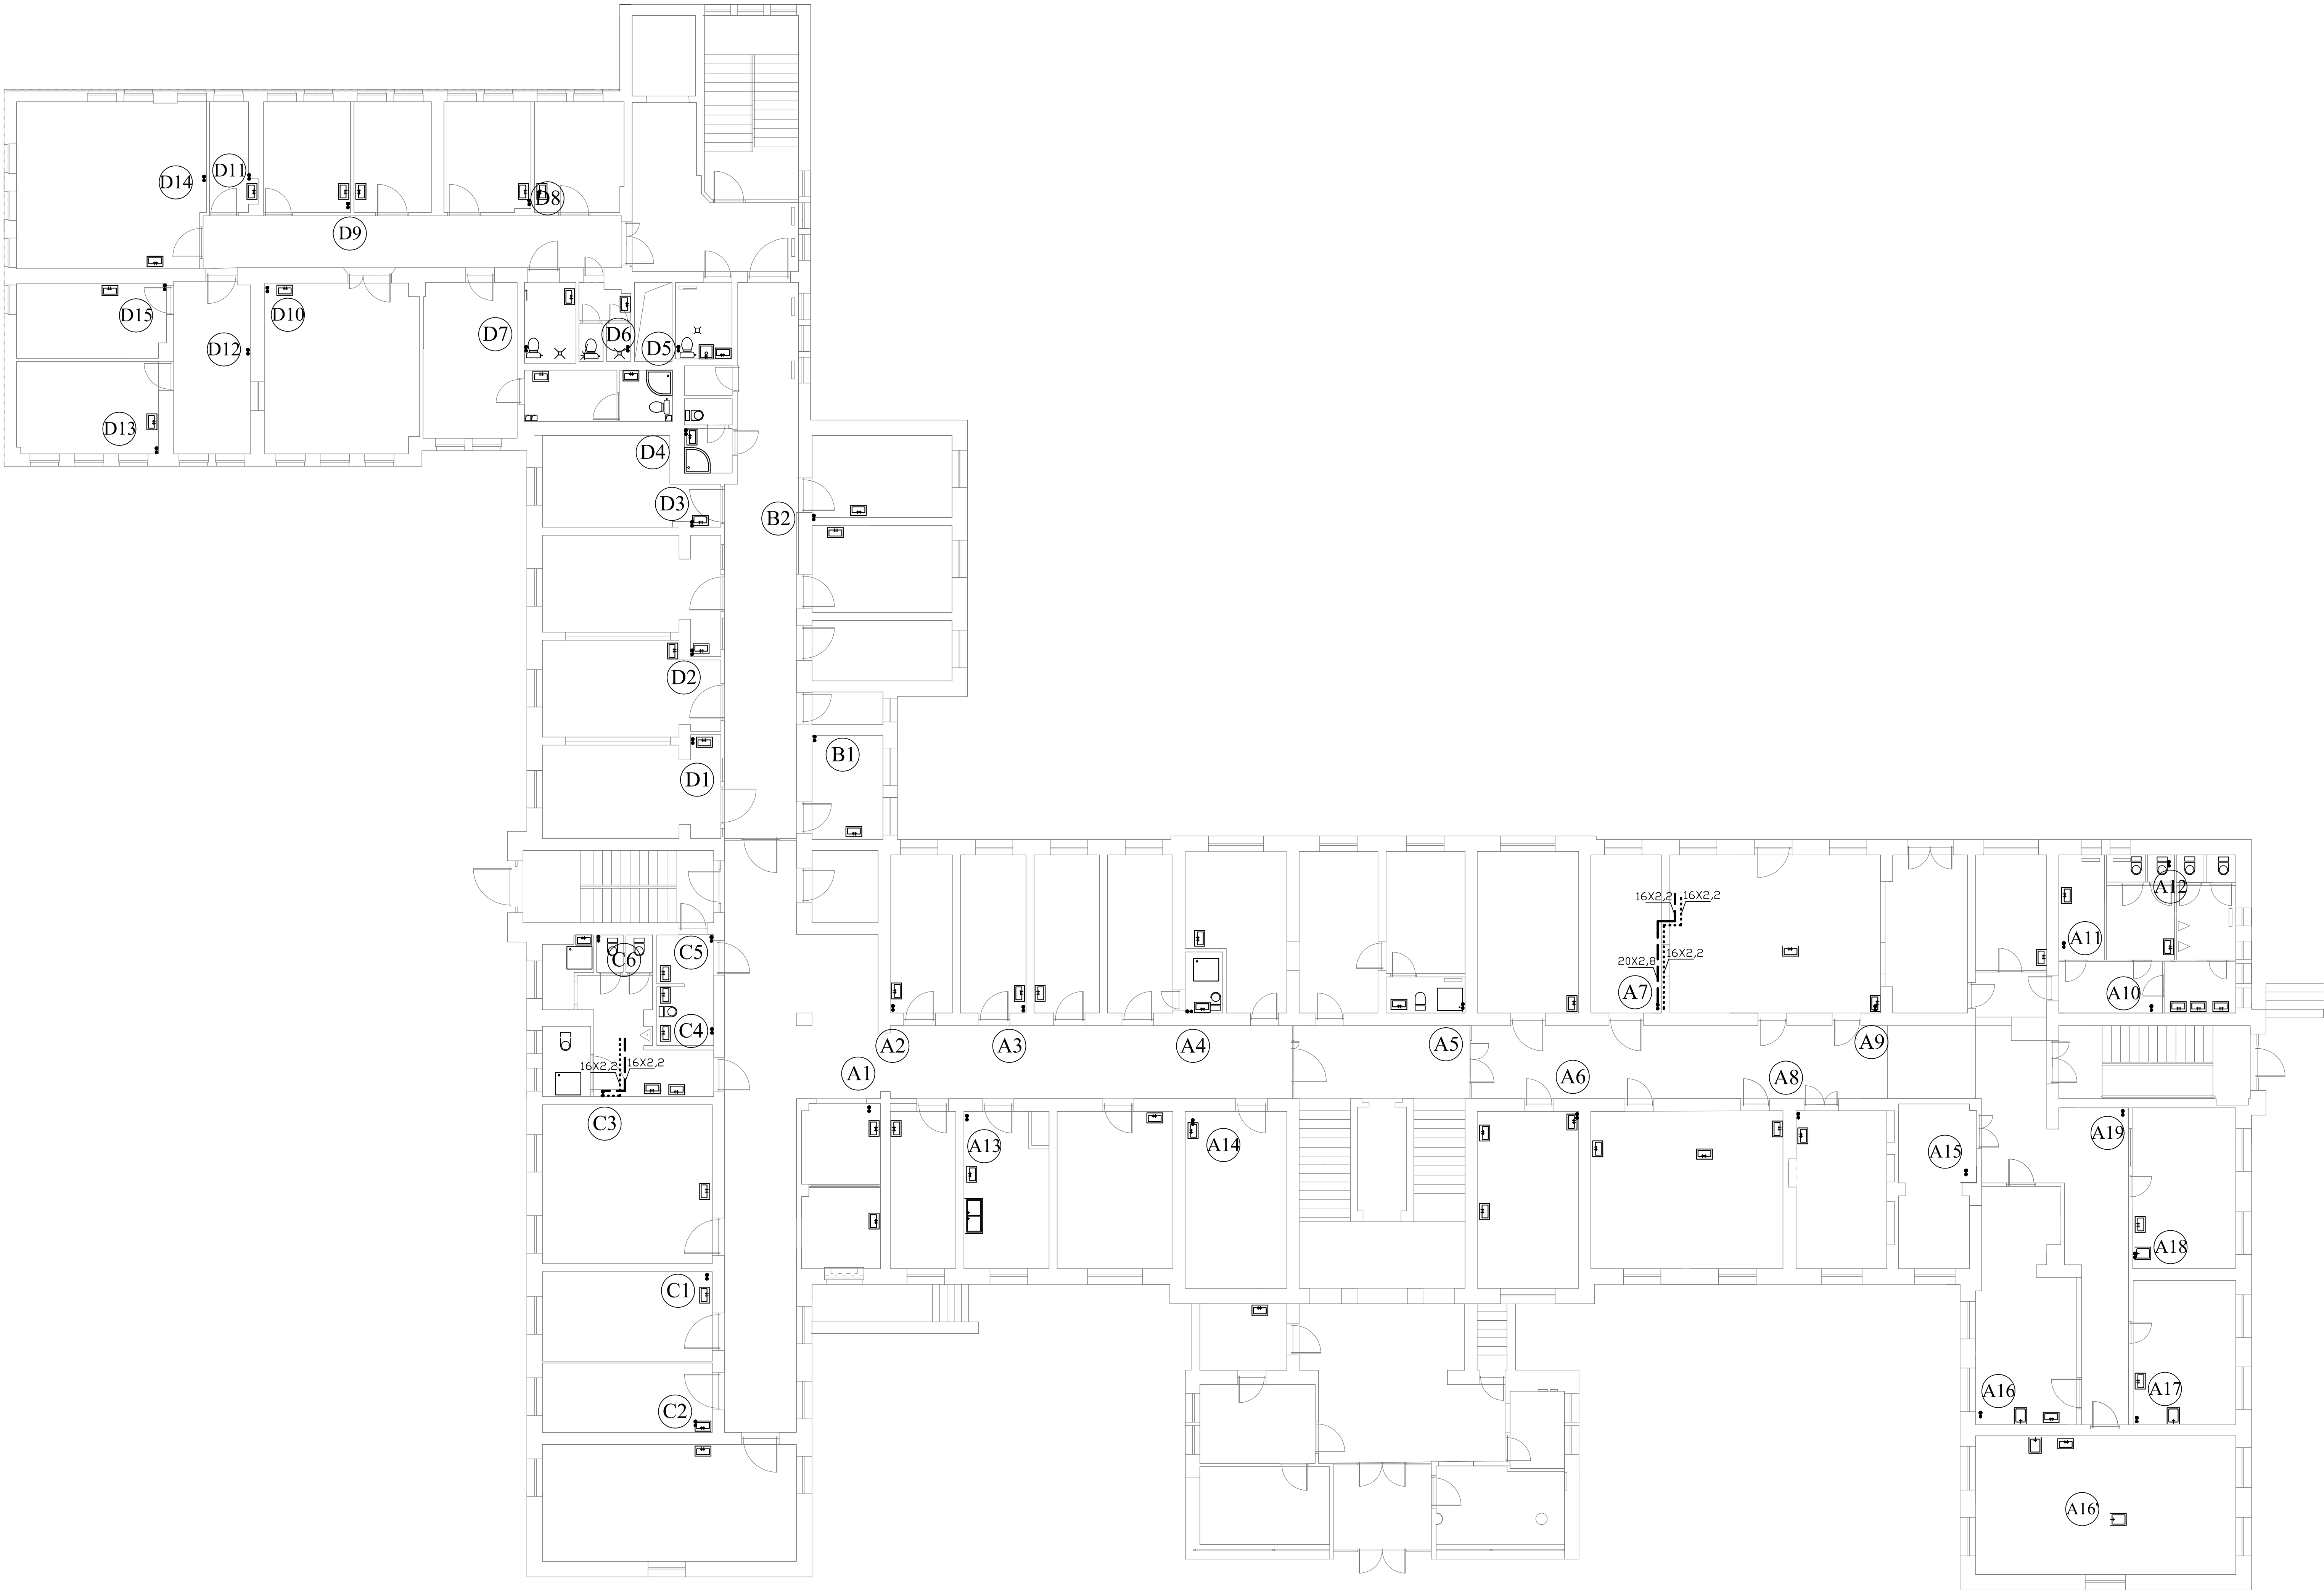 D14
D11
D8
D9
D15
D10
D12
D7
D6
D5
D13
D4
D3
B2
D2
B1
D1
16X2,2
16X2,2
A12
C5
C6
A11
20X2,8
16X2,2
A7
A10
C4
A2
A3
A4
A5
A9
16X2,2
16X2,2
A1
A6
A8
C3
A13
A14
A15
A19
A18
C1
C2
A16
A17
A16'